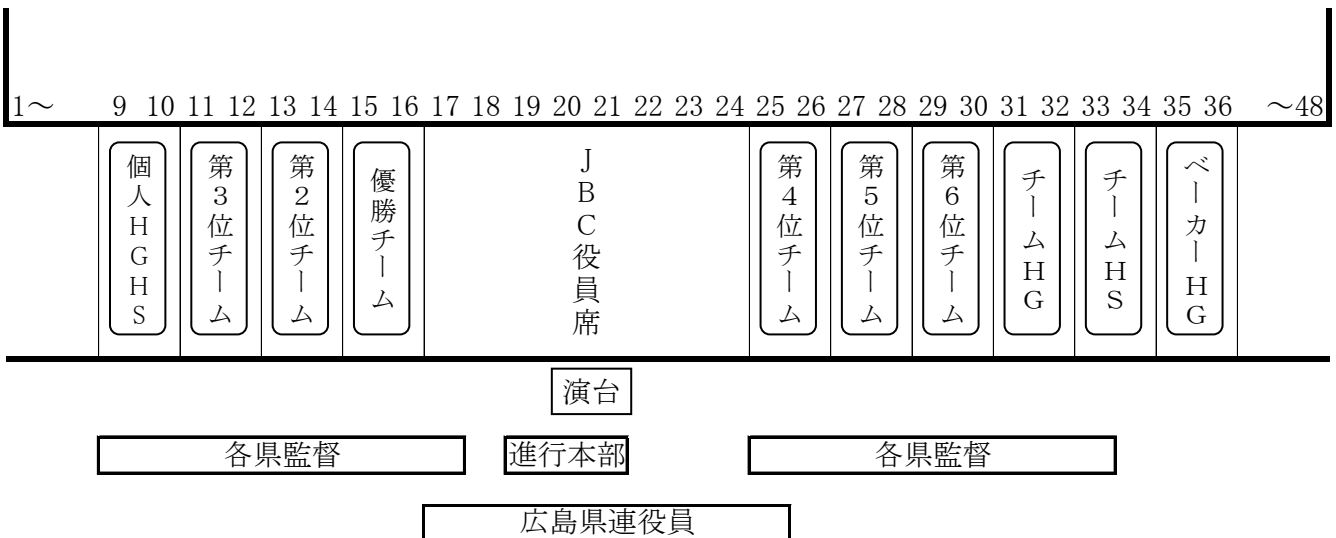 1～ 9 10 11 12 13 14 15 16 17 18 19 20 21 22 23 24 25 26 27 28 29 30 31 32 33 34 35 36 ～48
個人HGHS
第3位チーム
第2位チーム
優勝チーム
JBC役員席
第4位チーム
第5位チーム
第6位チーム
チームHG
チームHS
ベーカーHG
演台
各県監督
進行本部
各県監督
広島県連役員